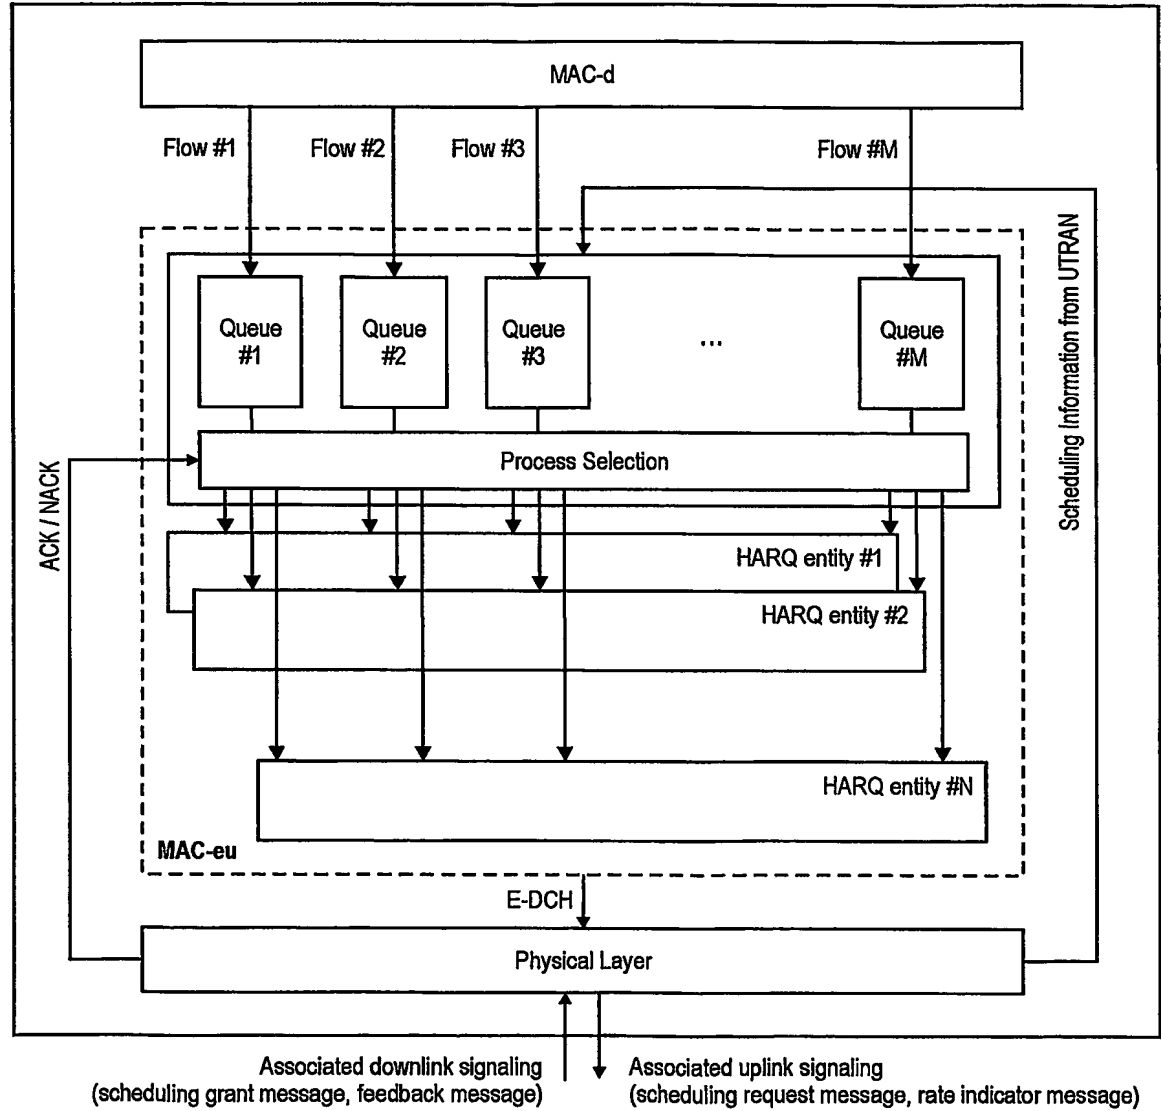 MAC-d
Flow #1
Flow #2
Flow #3
Flow #M
Scheduling Information from UTRAN
Queue
#1
Queue
#2
Queue
#3
...
Queue
#M
Process Selection
ACK / NACK
HARQ entity #1
HARQ entity #2
HARQ entity #N
MAC-eu
E-DCH
Physical Layer
Associated downlink signaling
(scheduling grant message, feedback message)
Associated uplink signaling
(scheduling request message, rate indicator message)